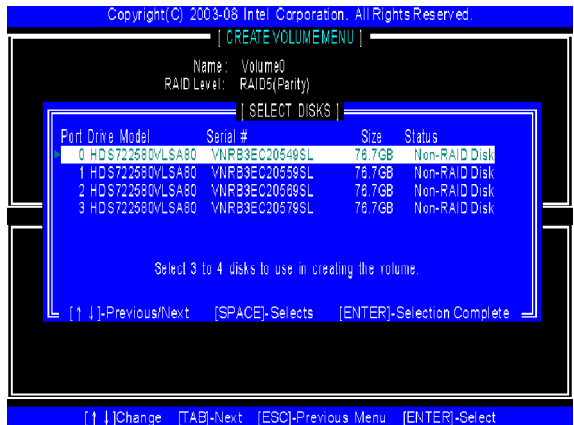 Copyright(C) 2003-06 Intel Corporation. All Rights Reserved.
[ CREATE VOLUME MENU ]
Name: Volume0
RAID Level: RAID5(Parity)
[ SELECT DISKS ]
Port Drive Model Serial # Size Status
0 HDS722580VLSA80 VNRB3EC20549SL 76.7GB Non-RAID Disk
1 HDS722580VLSA80 VNRB3EC20559SL 76.7GB Non-RAID Disk
2 HDS722580VLSA80 VNRB3EC20569SL 76.7GB Non-RAID Disk
3 HDS722580VLSA80 VNRB3EC20579SL 76.7GB Non-RAID Disk
Select 3 to 4 disks to use in creating the volume.
[↑↓]-Previous/Next [SPACE]-Selects [ENTER]-Selection Complete
[↑↓]Change [TAB]-Next [ESC]-Previous Menu [ENTER]-Select